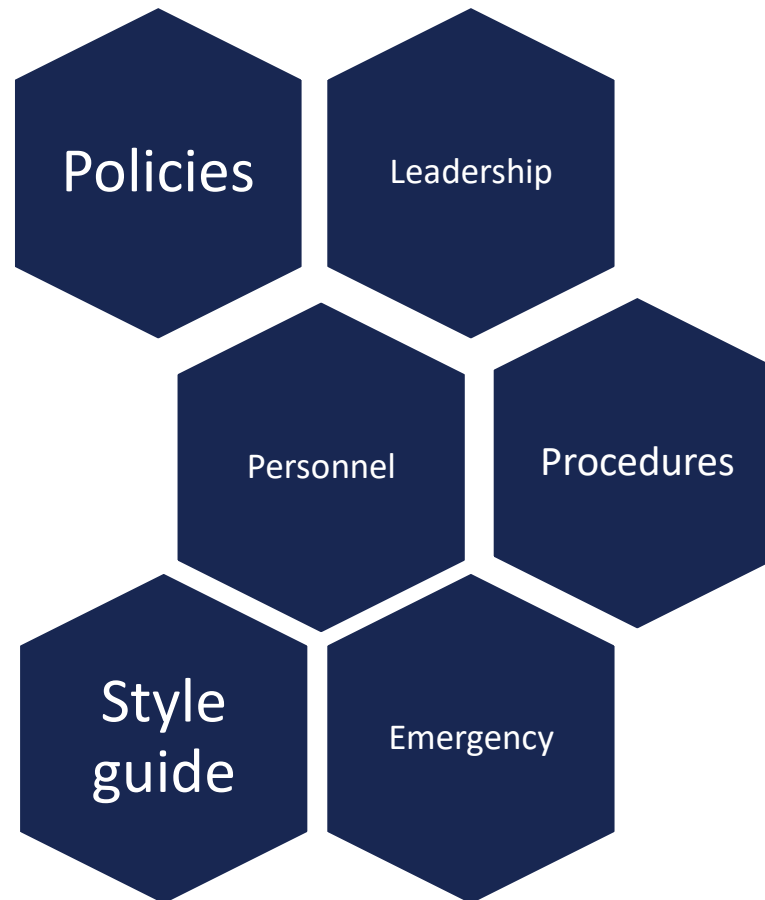 Policies
Leadership
Personnel
Procedures
Style
guide
Emergency